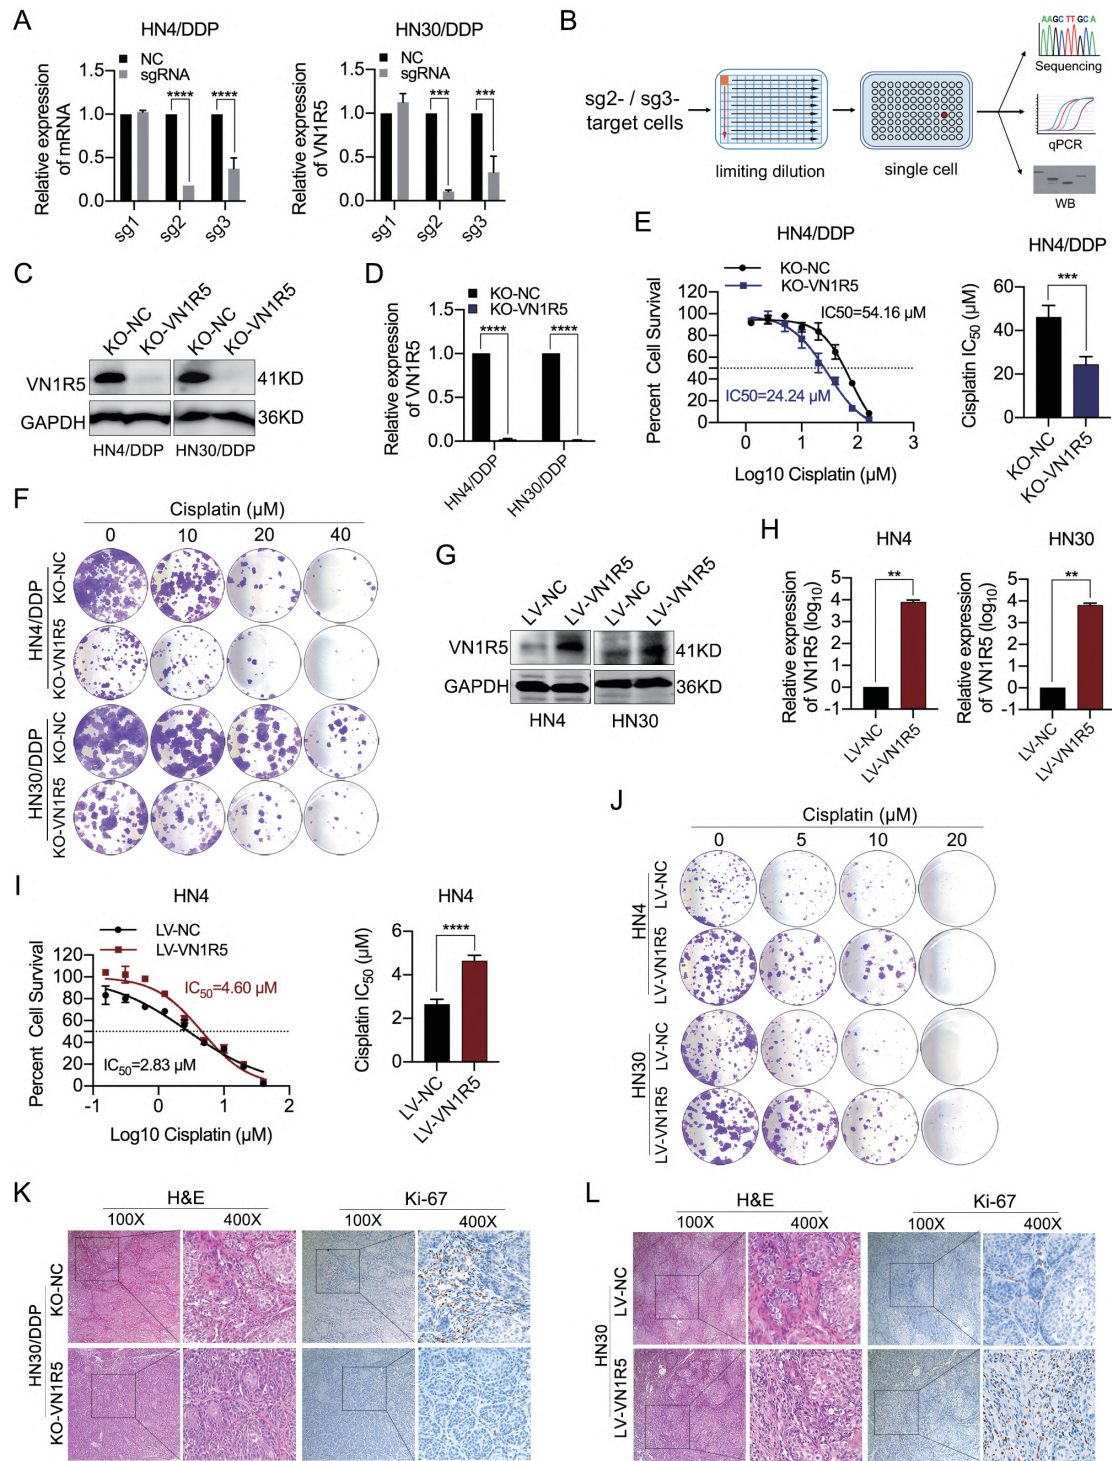 A
HN4/DDP
NC
sgRNA
Relative expression
of mRNA
1.5
1.0
0.5
0.0
****
****
sg1
sg2
sg3
HN30/DDP
NC
sgRNA
Relative expression
of VN1R5
1.5
1.0
0.5
0.0
***
***
sg1
sg2
sg3
B
sg2- / sg3-
target cells
limiting dilution
single cell
AAGC TT GC A
Sequencing
qPCR
WB
C
KO-NC
KO-VN1R5
KO-NC
KO-VN1R5
VN1R5
41KD
GAPDH
36KD
HN4/DDP
HN30/DDP
D
KO-NC
KO-VN1R5
Relative expression
of VN1R5
1.5
1.0
0.5
0.0
****
****
HN4/DDP
HN30/DDP
E
HN4/DDP
KO-NC
KO-VN1R5
Percent Cell Survival
120
100
80
60
50
40
20
0
IC50=54.16 μM
IC50=24.24 μM
0
1
2
3
Log10 Cisplatin (μM)
HN4/DDP
Cisplatin IC50 (μM)
60
40
20
0
***
KO-NC
KO-VN1R5
F
Cisplatin (μM)
0
10
20
40
HN4/DDP
KO-NC
KO-VN1R5
HN30/DDP
KO-NC
KO-VN1R5
G
LV-NC
LV-VN1R5
LV-NC
LV-VN1R5
VN1R5
41KD
GAPDH
36KD
HN4
HN30
H
HN4
Relative expression
of VN1R5 (log10)
5
4
3
2
1
0
-1
**
LV-NC
LV-VN1R5
HN30
Relative expression
of VN1R5 (log10)
5
4
3
2
1
0
-1
**
LV-NC
LV-VN1R5
I
HN4
LV-NC
LV-VN1R5
Percent Cell Survival
120
100
80
60
50
40
20
0
IC50=4.60 μM
IC50=2.83 μM
-1
0
1
2
Log10 Cisplatin (μM)
HN4
Cisplatin IC50 (μM)
6
4
2
0
****
LV-NC
LV-VN1R5
J
Cisplatin (μM)
0
5
10
20
HN4
LV-NC
LV-VN1R5
HN30
LV-NC
LV-VN1R5
K
H&E
Ki-67
100X
400X
100X
400X
HN30/DDP
KO-NC
KO-VN1R5
L
H&E
Ki-67
100X
400X
100X
400X
HN30
LV-NC
LV-VN1R5